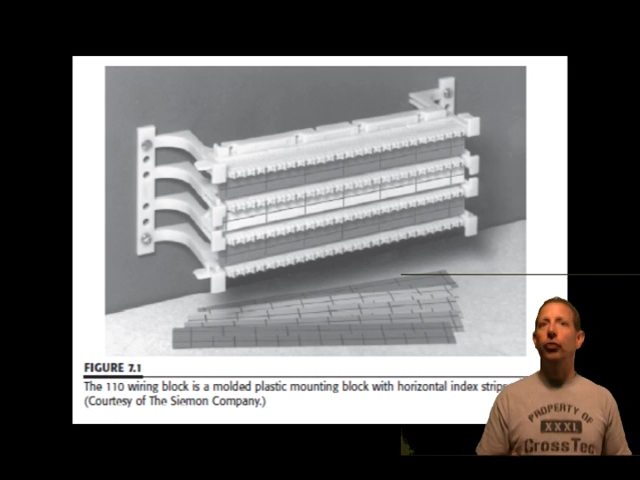 FIGURE 7.1
The 110 wiring block is a molded plastic mounting block with horizontal index strips
(Courtesy of The Siemon Company.)
PROPERTY OF
XXXL
CrossTec